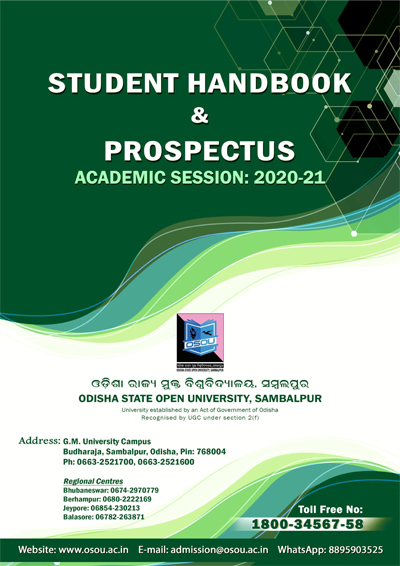 STUDENT HANDBOOK
&
PROSPECTUS
ACADEMIC SESSION: 2020-21
OSOU
ଓଡ଼ିଶା ରାଜ୍ୟ ମୁକ୍ତ ବିଶ୍ୱବିଦ୍ୟାଳୟ, ସମ୍ବଲପୁର
ODISHA STATE OPEN UNIVERSITY, SAMBALPUR
University established by an Act of Government of Odisha
Recognised by UGC under section 2(f)
Address: G.M. University Campus
Budharaja, Sambalpur, Odisha, Pin: 768004
Ph: 0663-2521700, 0663-2521600
Regional Centres
Bhubaneswar: 0674-2970779
Berhampur: 0680-2222169
Jeypore: 06854-230213
Balasore: 06782-263871
Toll Free No:
1800-34567-58
Website: www.osou.ac.in E-mail: admission@osou.ac.in WhatsApp: 8895903525